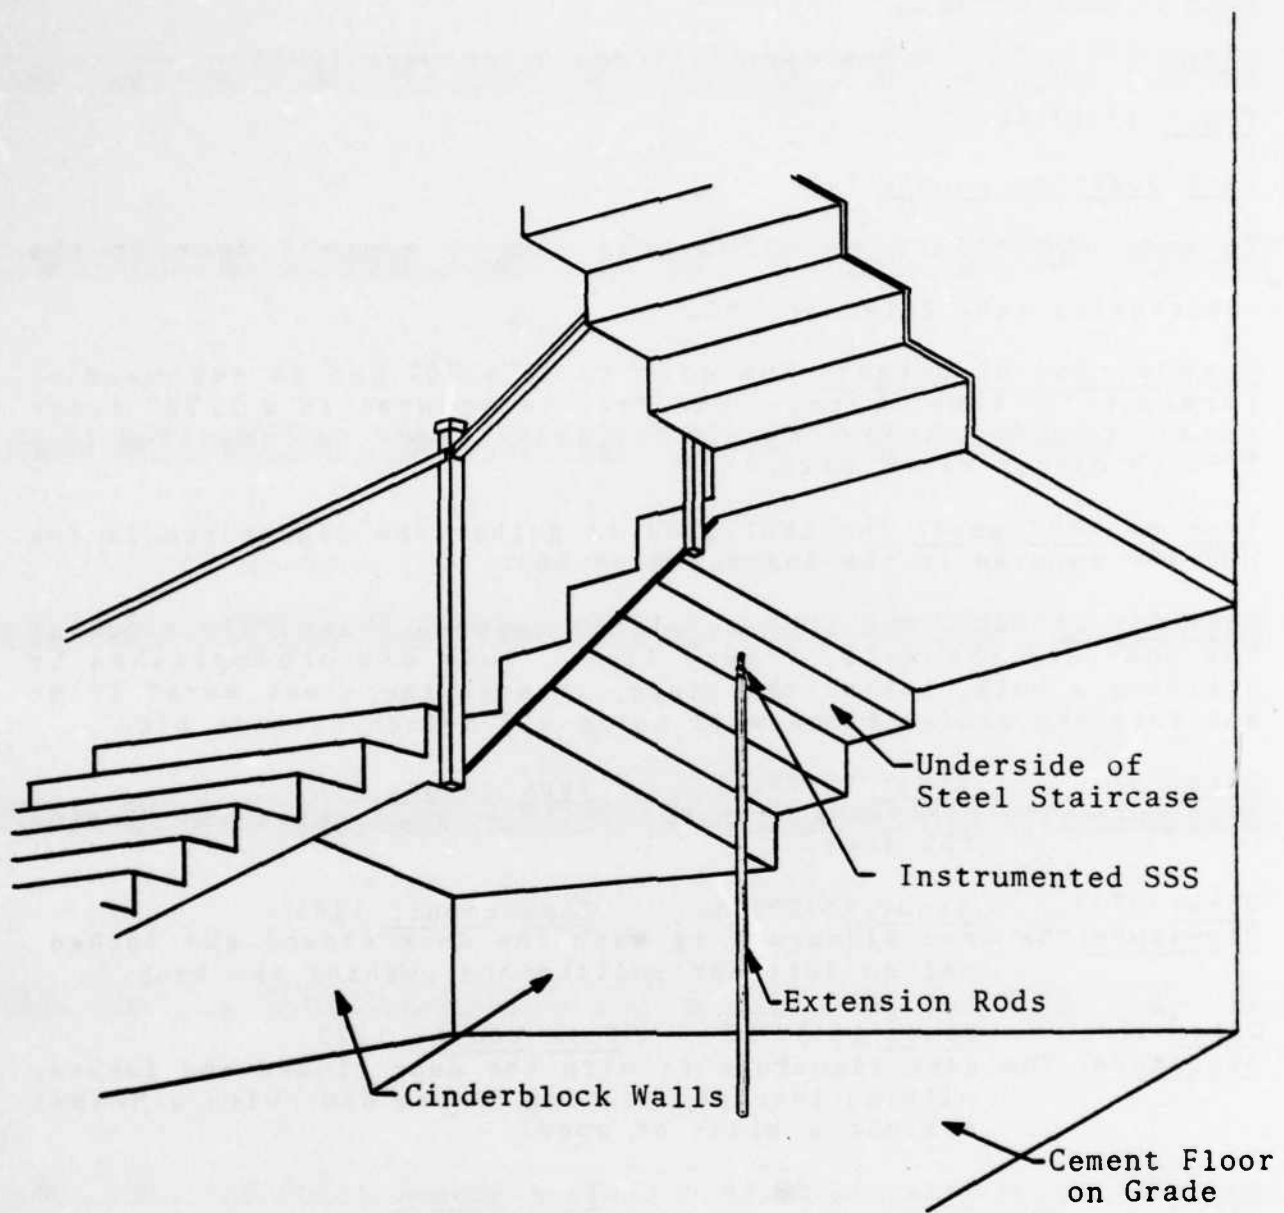 Underside of
Steel Staircase
Instrumented SSS
Extension Rods
Cinderblock Walls
Cement Floor
on Grade